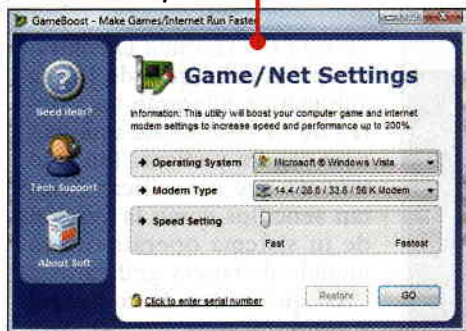 GameBoost - Make Games/Internet Run Faster
Game/Net Settings
Need Help?
Information: This utility will boost your computer game and internet
modem settings to increase speed and performance up to 200%.
Operating System
Microsoft ® Windows Vista
Tech Support
Modem Type
14.4 / 28.8 / 33.6 / 56 K Modem
Speed Setting
Fast
Fastest
About Soft
Click to enter serial number
Restore
GO